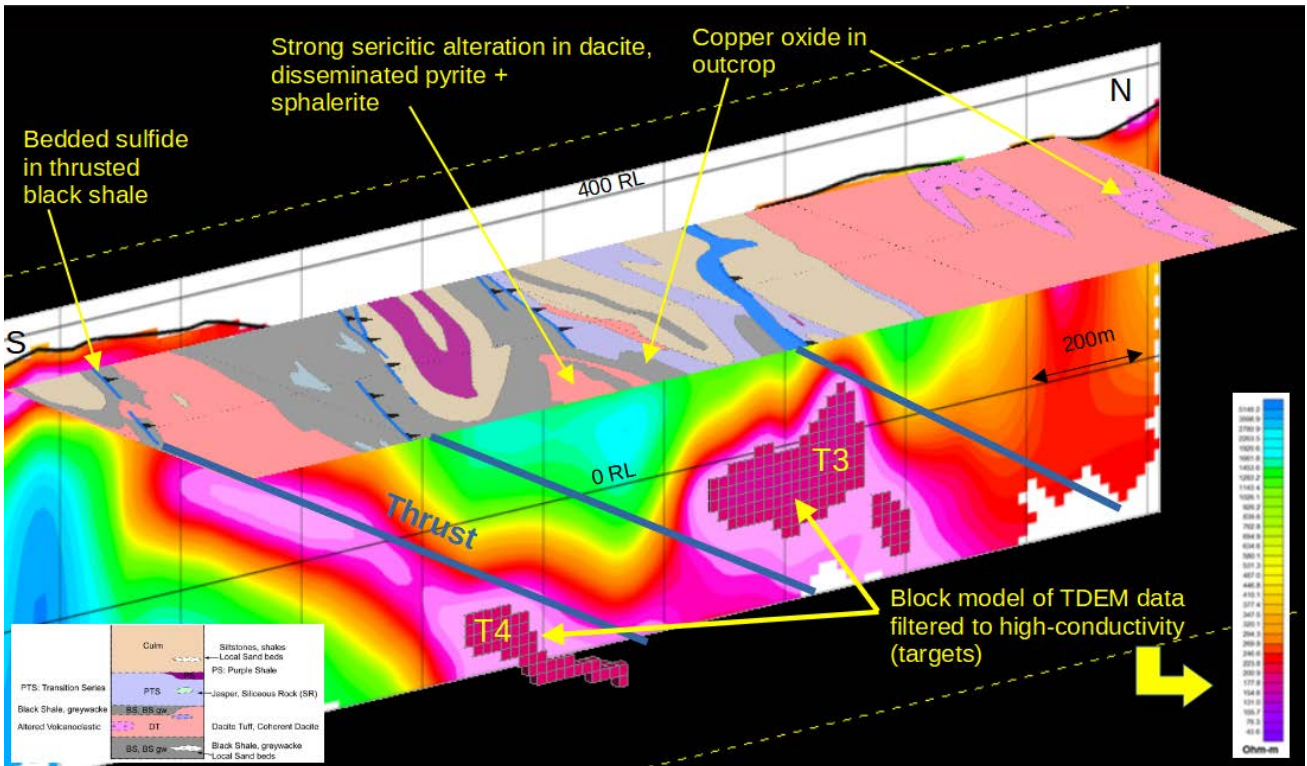 Strong sericitic alteration in dacite,
disseminated pyrite +
sphalerite
Copper oxide in
outcrop
N
Bedded sulfide
in thrusted
black shale
400 RL
S
200m
0 RL
T3
Thrust
T4
Block model of TDEM data
filtered to high-conductivity
(targets)
Culm
Siltstones, shales
Local Sand beds
PS: Purple Shale
PTS: Transition Series
PTS
Jasper, Siliceous Rock (SR)
Black Shale, greywacke
BS, BS gw
Altered Volcanoclastic
DT
Dacite Tuff, Coherent Dacite
BS, BS gw
Black Shale, greywacke
Local Sand beds
Ohm-m